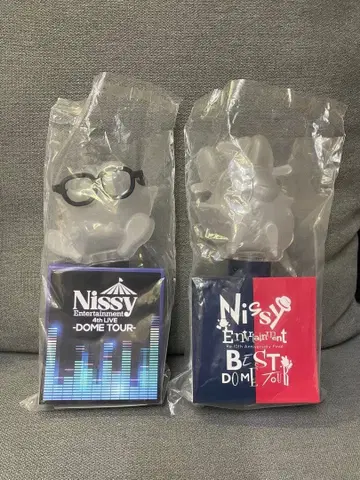 Nissy
Entertainment
4th LIVE
-DOME TOUR-
Nissy
Entertainment
BEST
DOME TOUR